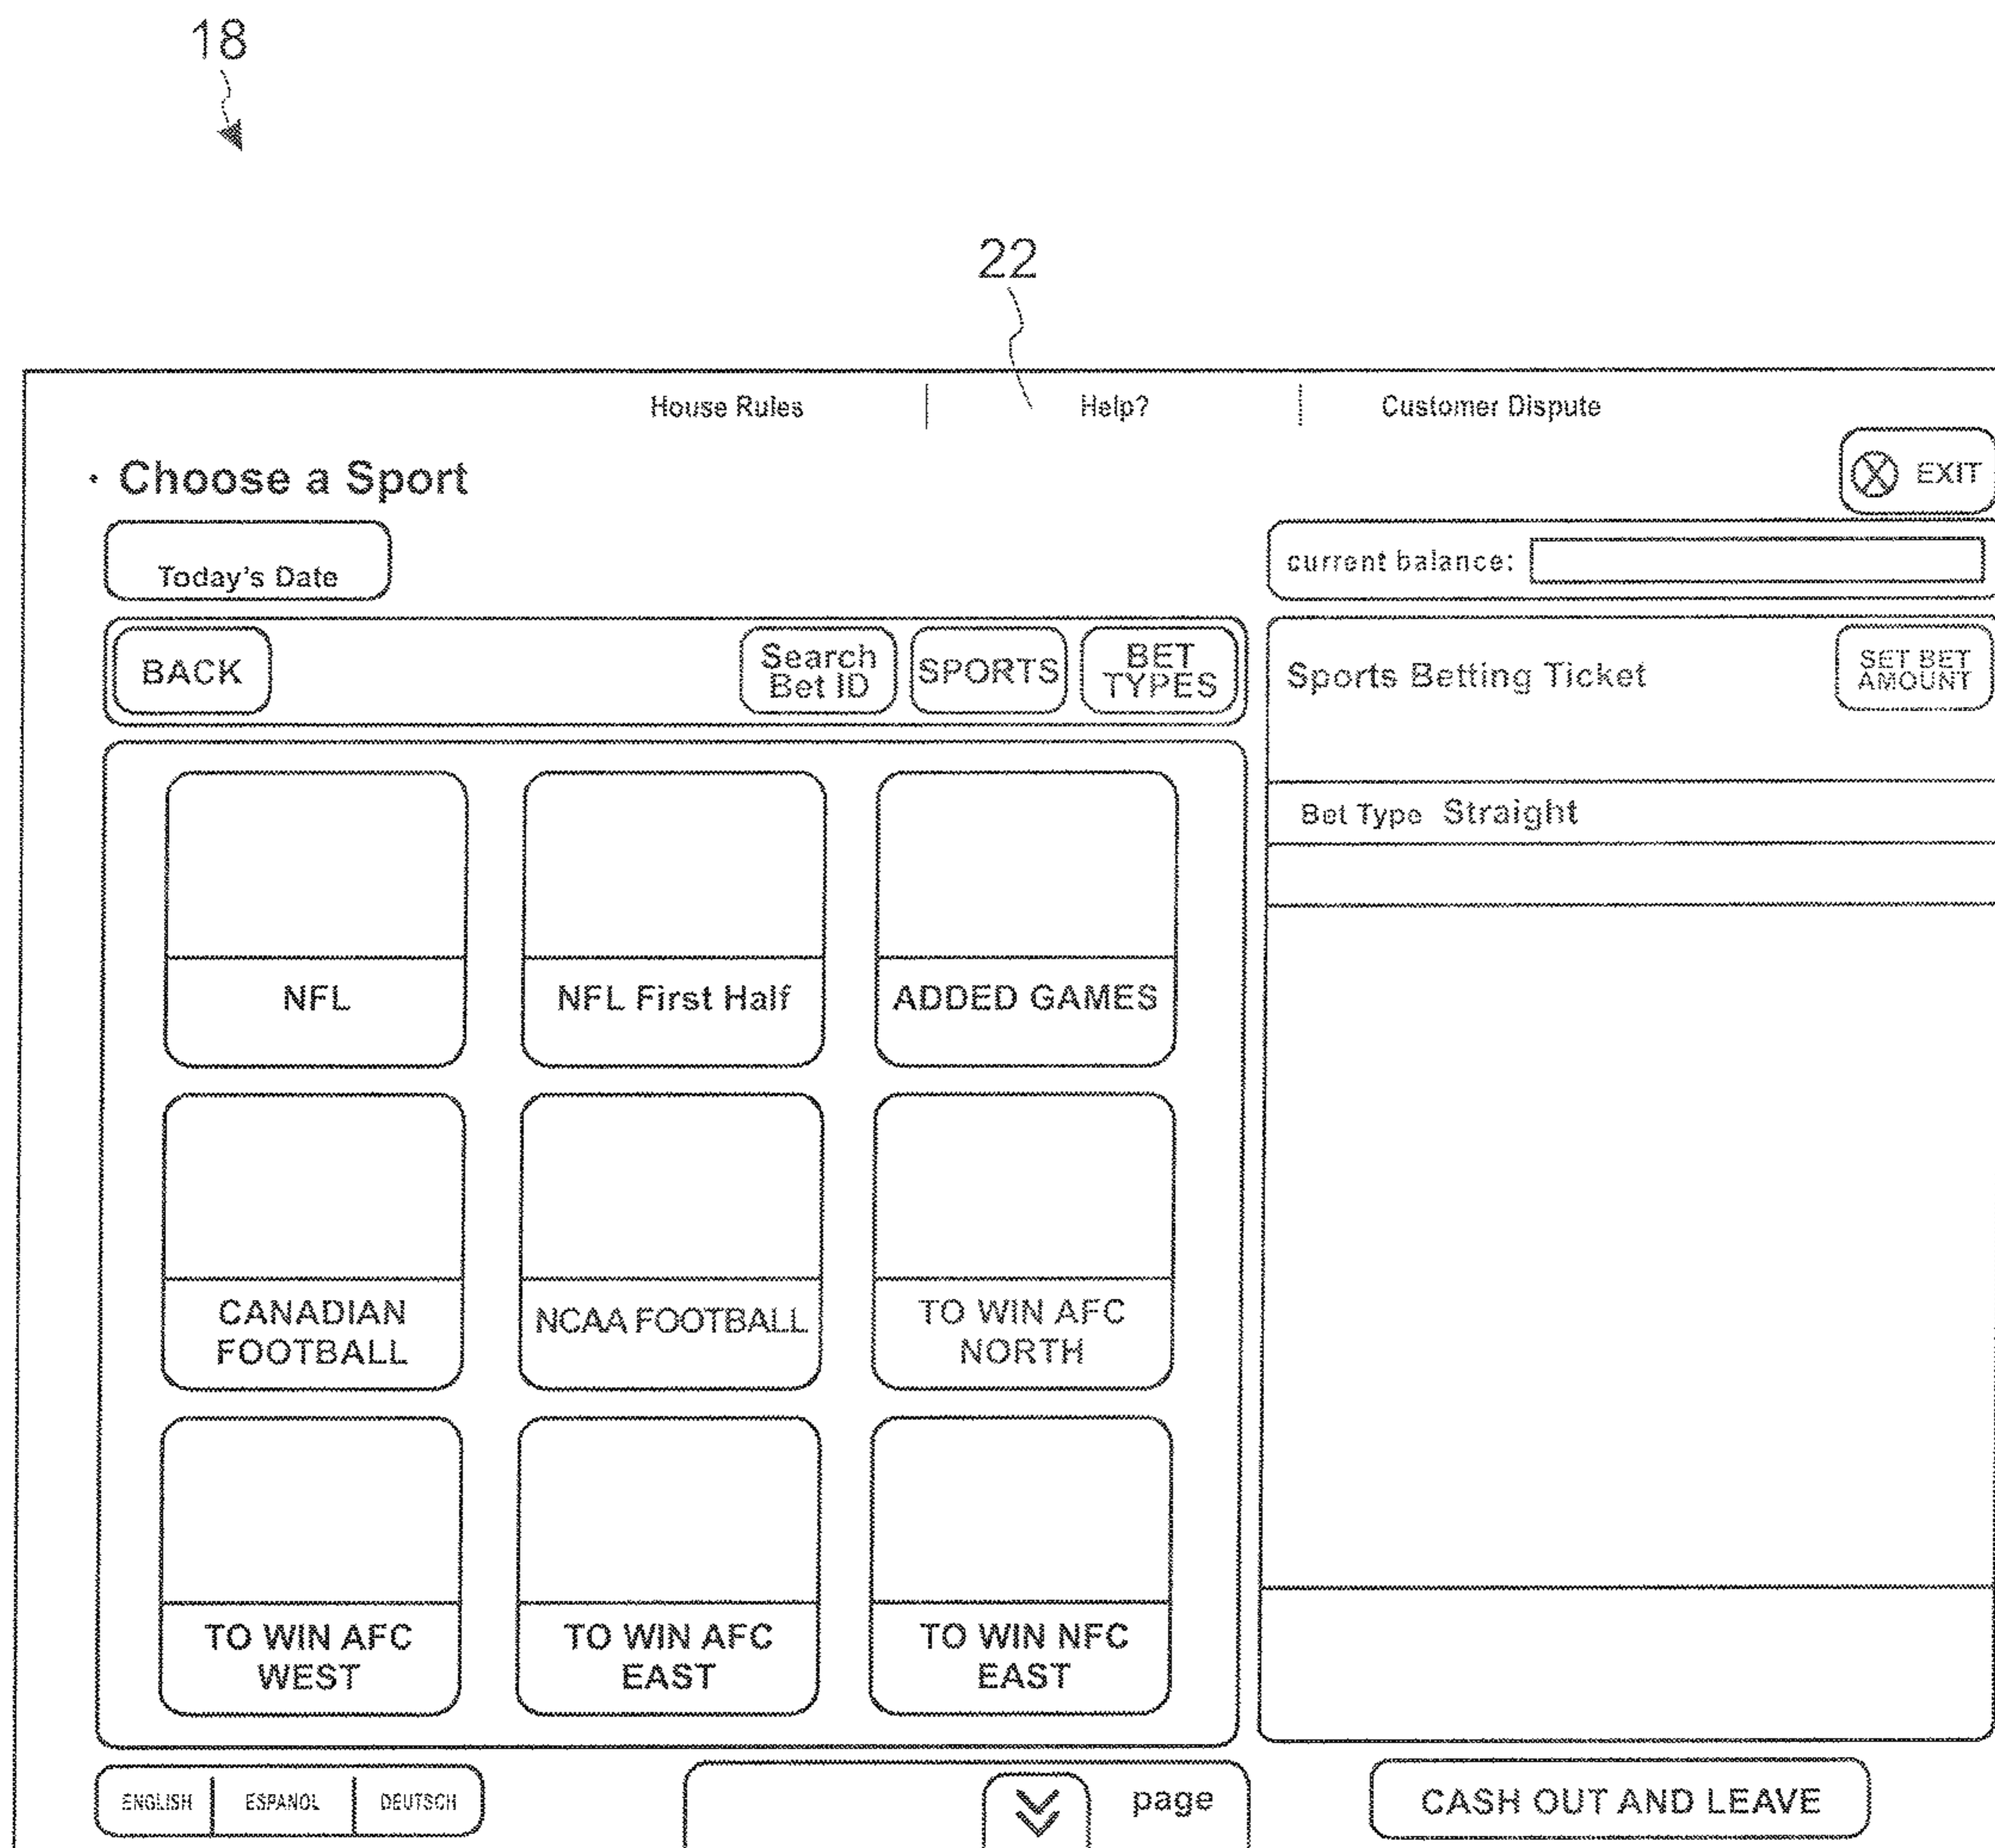 18
22
House Rules | Help? | Customer Dispute
Choose a Sport
EXIT
Today's Date
current balance:
BACK
Search
Bet ID
SPORTS
BET
TYPES
Sports Betting Ticket
SET BET
AMOUNT
Bet Type Straight
NFL
NFL First Half
ADDED GAMES
CANADIAN
FOOTBALL
NCAA FOOTBALL
TO WIN AFC
NORTH
TO WIN AFC
WEST
TO WIN AFC
EAST
TO WIN NFC
EAST
ENGLISH
ESPANOL
DEUTSCH
page
CASH OUT AND LEAVE